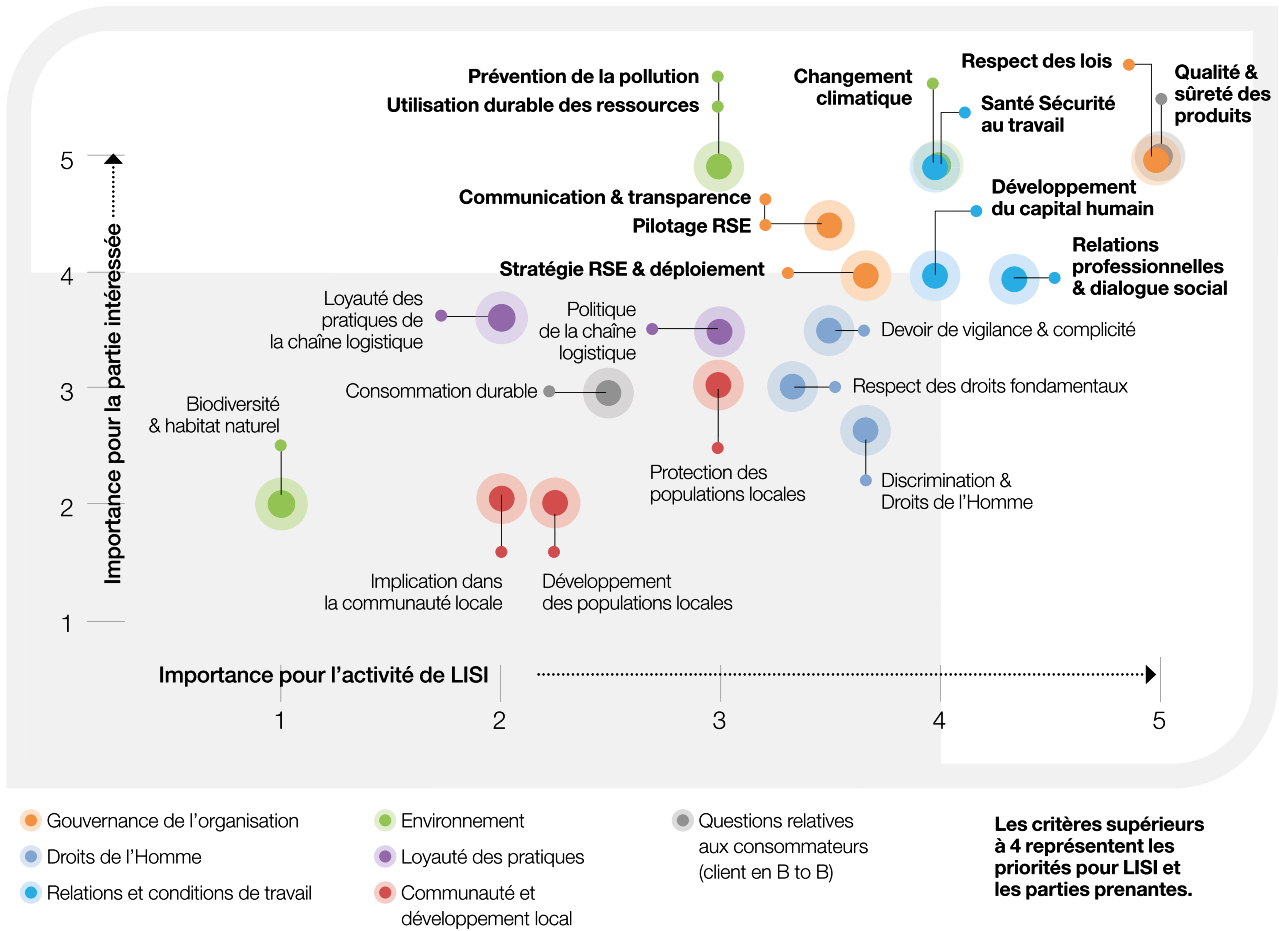 Prévention de la pollution
Utilisation durable des ressources
Changement
climatique
Respect des lois
Qualité &
sûreté des
produits
Santé Sécurité
au travail
Communication & transparence
Pilotage RSE
Développement
du capital humain
Stratégie RSE & déploiement
Relations
professionnelles
& dialogue social
Loyauté des
pratiques de
la chaîne logistique
Politique
de la chaîne
logistique
Devoir de vigilance & complicité
Consommation durable
Respect des droits fondamentaux
Biodiversité
& habitat naturel
Protection des
populations locales
Discrimination &
Droits de l'Homme
Implication dans
la communauté locale
Développement
des populations locales
Importance pour la partie intéressée
5
4
3
2
1
Importance pour l'activité de LISI
1
2
3
4
5
Gouvernance de l'organisation
Droits de l'Homme
Relations et conditions de travail
Environnement
Loyauté des pratiques
Communauté et
développement local
Questions relatives
aux consommateurs
(client en B to B)
Les critères supérieurs
à 4 représentent les
priorités pour LISI et
les parties prenantes.